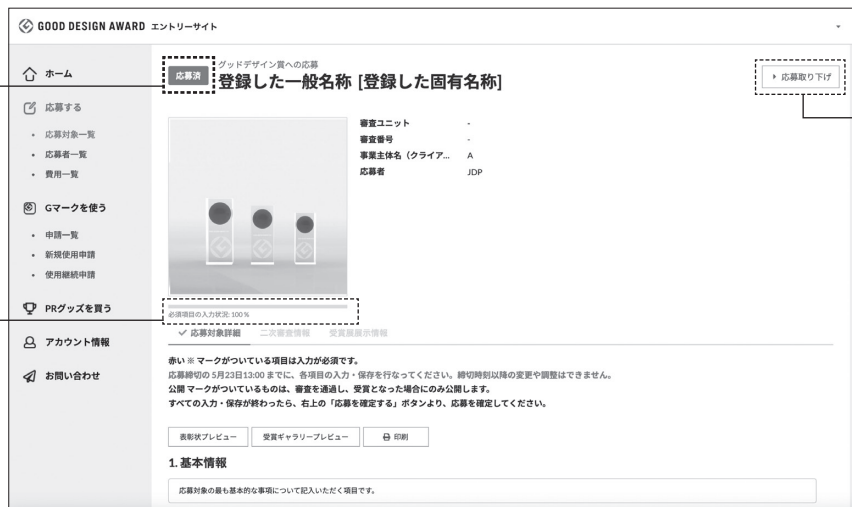 GOOD DESIGN AWARD エントリーサイト
ホーム
応募する
応募対象一覧
応募者一覧
費用一覧
Gマークを使う
申請一覧
新規使用申請
使用継続申請
PRグッズを買う
アカウント情報
お問い合わせ
グッドデザイン賞への応募
応募済 登録した一般名称 [登録した固有名称]
応募取り下げ
審査ユニット -
審査番号 -
事業主体名（クライア... A
応募者 JDP
必須項目の入力状況: 100 %
応募対象詳細 二次審査情報 受賞展展示情報
赤い ※ マークがついている項目は入力が必須です。
応募締切の 5月23日13:00 までに、各項目の入力・保存を行なってください。締切時刻以降の変更や調整はできません。
公開 マークがついているものは、審査を通過し、受賞となった場合にのみ公開します。
すべての入力・保存が終わったら、右上の「応募を確定する」ボタンより、応募を確定してください。
表彰状プレビュー 受賞ギャラリープレビュー 印刷
1. 基本情報
応募対象の最も基本的な事項について記入いただく項目です。